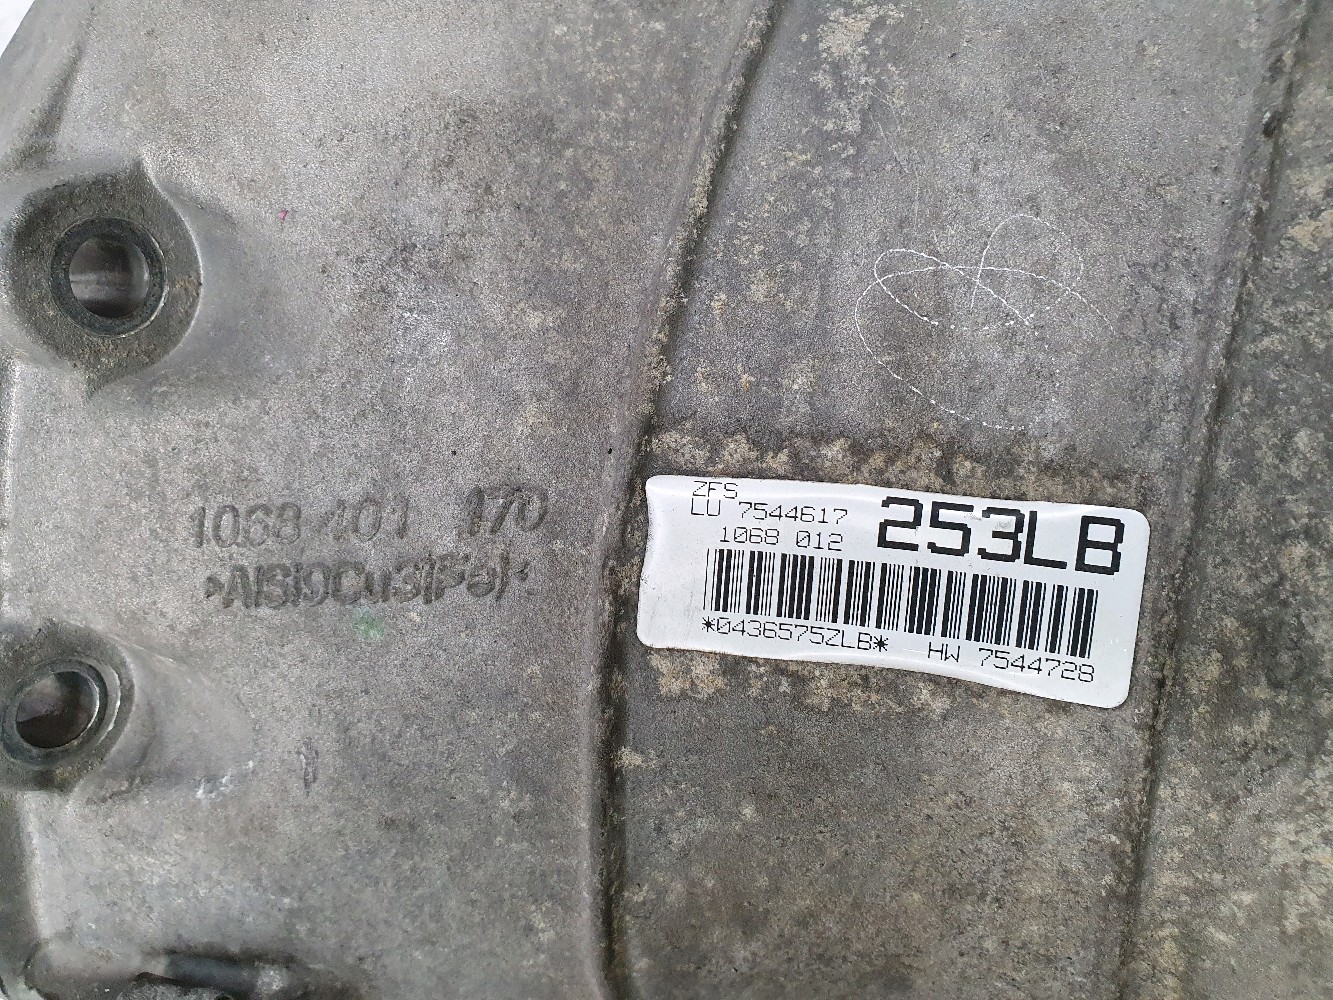 1068 401 170
>AlSi9Cu3(Fe)<
ZFS
LU 7544617
253LB
1068 012
*0436575ZLB* HW 7544728